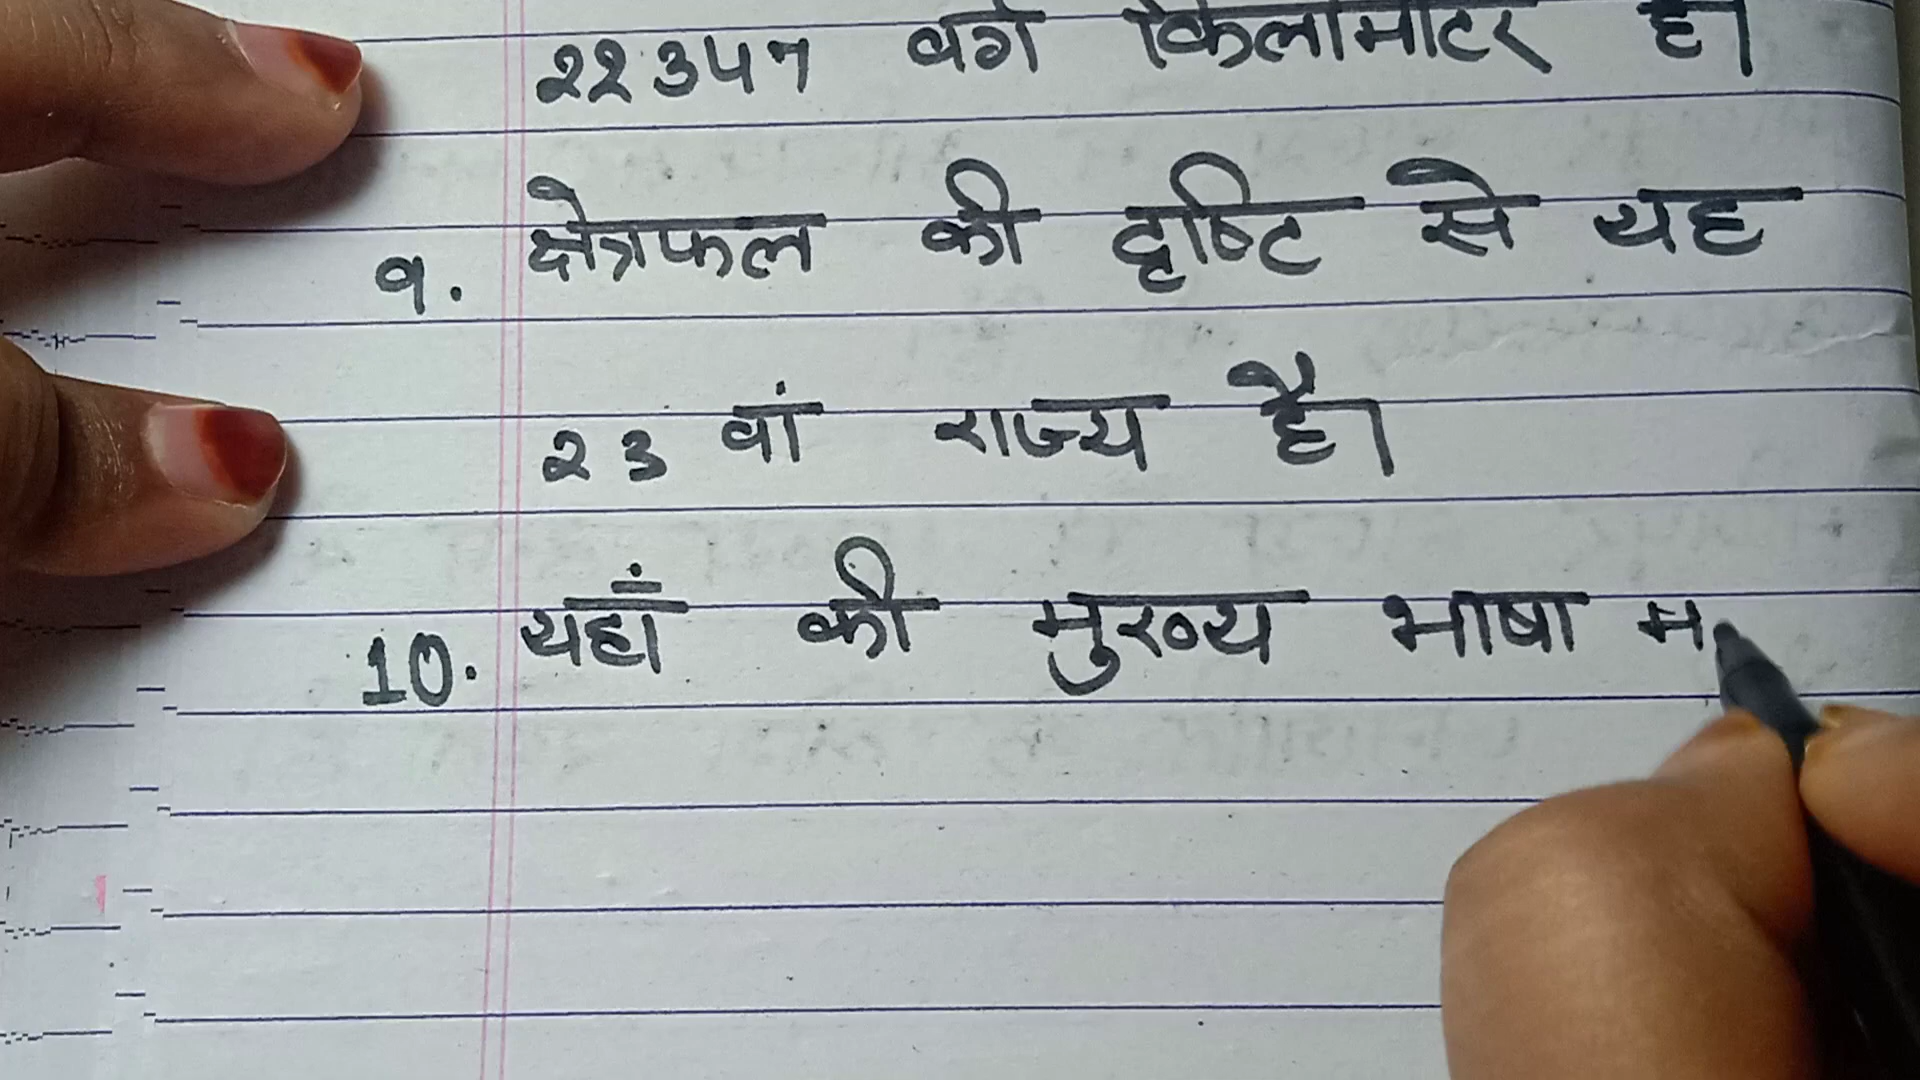 22347 वर्ग किलोमीटर है।
9. क्षेत्रफल की दृष्टि से यह
23 वां राज्य है।
10. यहाँ की मुख्य भाषा म